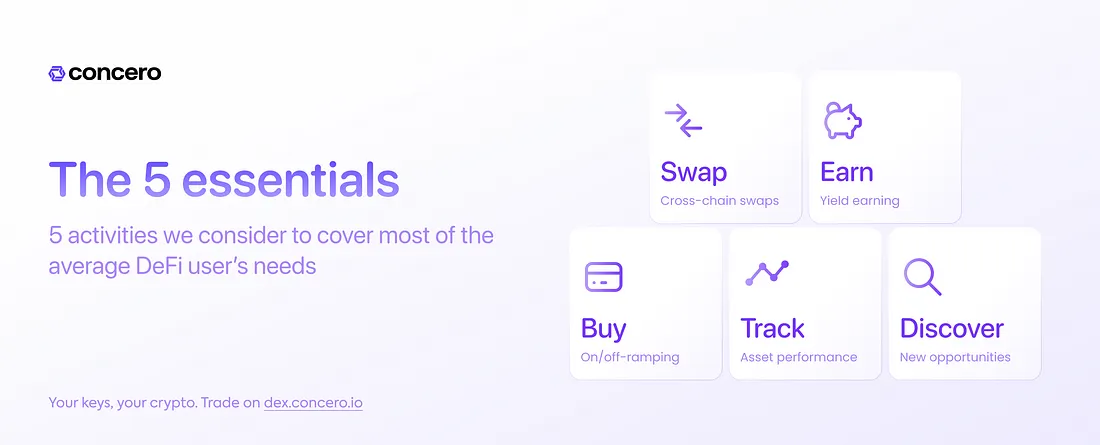 concero
The 5 essentials
5 activities we consider to cover most of the
average DeFi user's needs
Swap
Cross-chain swaps
Earn
Yield earning
Buy
On/off-ramping
Track
Asset performance
Discover
New opportunities
Your keys, your crypto. Trade on dex.concero.io